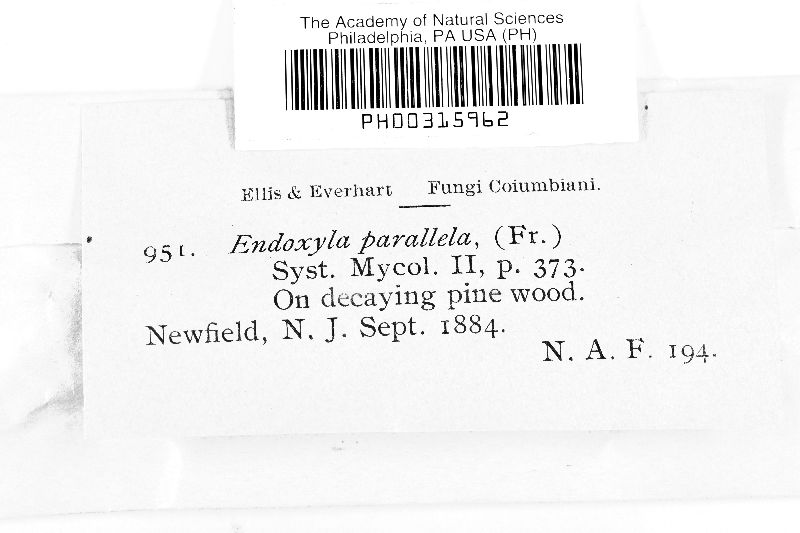 The Academy of Natural Sciences
Philadelphia, PA USA (PH)
PH00315962
Ellis & Everhart Fungi Coiumbiani.
951. Endoxyla parallela, (Fr.)
Syst. Mycol. II, p. 373.
On decaying pine wood.
Newfield, N. J. Sept. 1884.
N. A. F. 194.